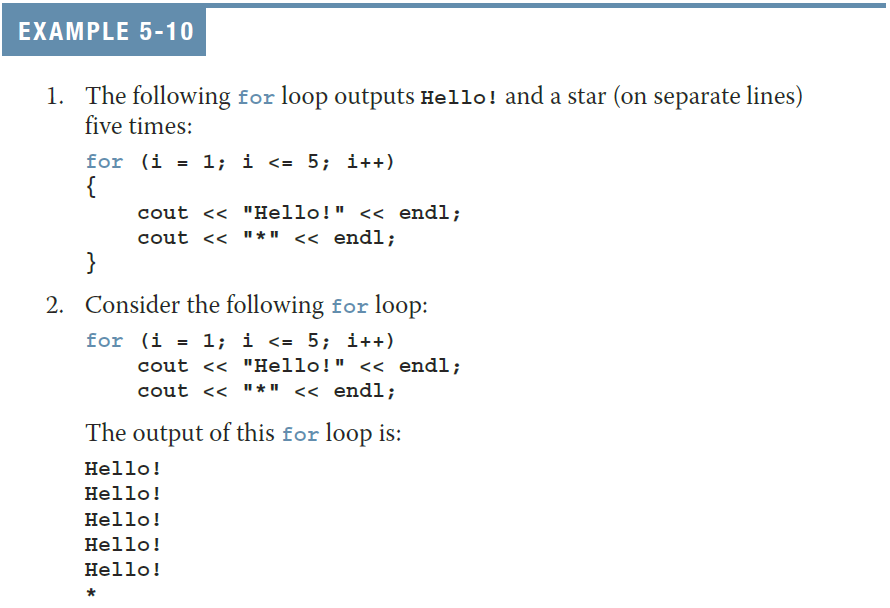 EXAMPLE 5-10
1. The following for loop outputs Hello! and a star (on separate lines)
five times:
for (i = 1; i <= 5; i++)
{
    cout << "Hello!" << endl;
    cout << "*" << endl;
}
2. Consider the following for loop:
for (i = 1; i <= 5; i++)
    cout << "Hello!" << endl;
    cout << "*" << endl;
The output of this for loop is:
Hello!
Hello!
Hello!
Hello!
Hello!
*